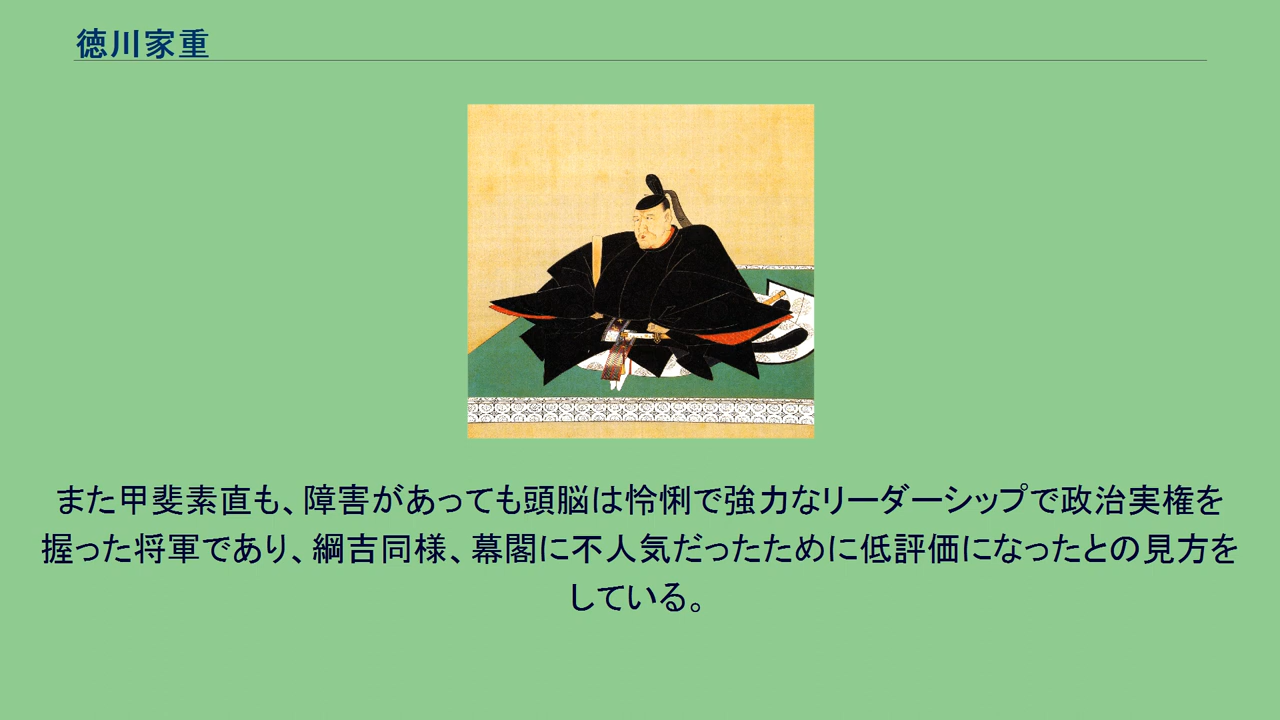 徳川家重
また甲斐素直も、障害があっても頭脳は怜悧で強力なリーダーシップで政治実権を
握った将軍であり、綱吉同様、幕閣に不人気だったために低評価になったとの見方を
している。